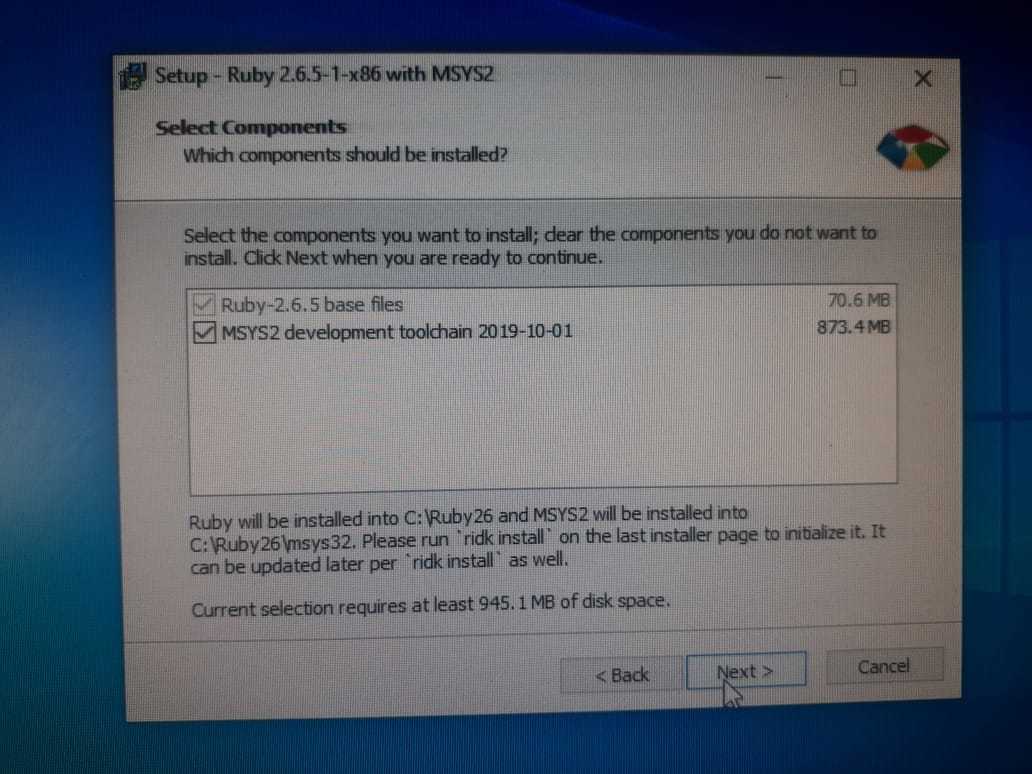 Setup - Ruby 2.6.5-1-x86 with MSYS2
Select Components
Which components should be installed?
Select the components you want to install; clear the components you do not want to
install. Click Next when you are ready to continue.
Ruby-2.6.5 base files 70.6 MB
MSYS2 development toolchain 2019-10-01 873.4 MB
Ruby will be installed into C:\Ruby26 and MSYS2 will be installed into
C:\Ruby26\msys32. Please run `ridk install` on the last installer page to initialize it. It
can be updated later per `ridk install` as well.
Current selection requires at least 945.1 MB of disk space.
< Back Next > Cancel